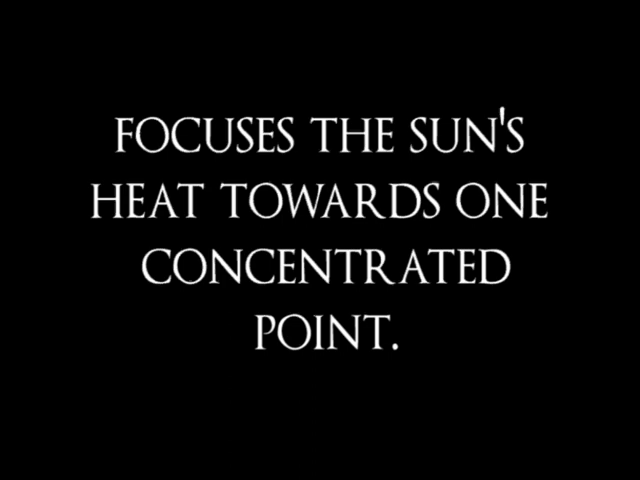 FOCUSES THE SUN'S
HEAT TOWARDS ONE
CONCENTRATED
POINT.